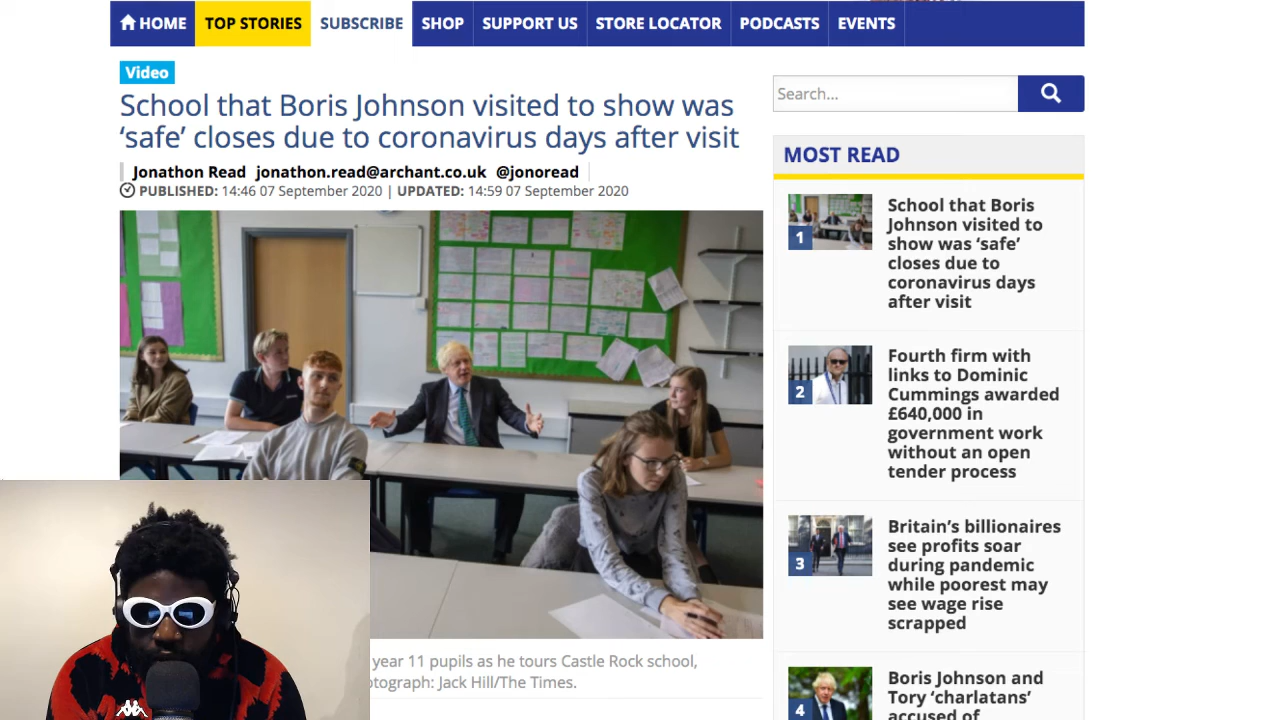 HOME TOP STORIES SUBSCRIBE SHOP SUPPORT US STORE LOCATOR PODCASTS EVENTS
Video
School that Boris Johnson visited to show was
‘safe’ closes due to coronavirus days after visit
Jonathon Read jonathon.read@archant.co.uk @jonoread
PUBLISHED: 14:46 07 September 2020 | UPDATED: 14:59 07 September 2020
year 11 pupils as he tours Castle Rock school,
Photograph: Jack Hill/The Times.
Search...
MOST READ
1
School that Boris
Johnson visited to
show was ‘safe’
closes due to
coronavirus days
after visit
2
Fourth firm with
links to Dominic
Cummings awarded
£640,000 in
government work
without an open
tender process
3
Britain’s billionaires
see profits soar
during pandemic
while poorest may
see wage rise
scrapped
4
Boris Johnson and
Tory ‘charlatans’
accused of
Kappa